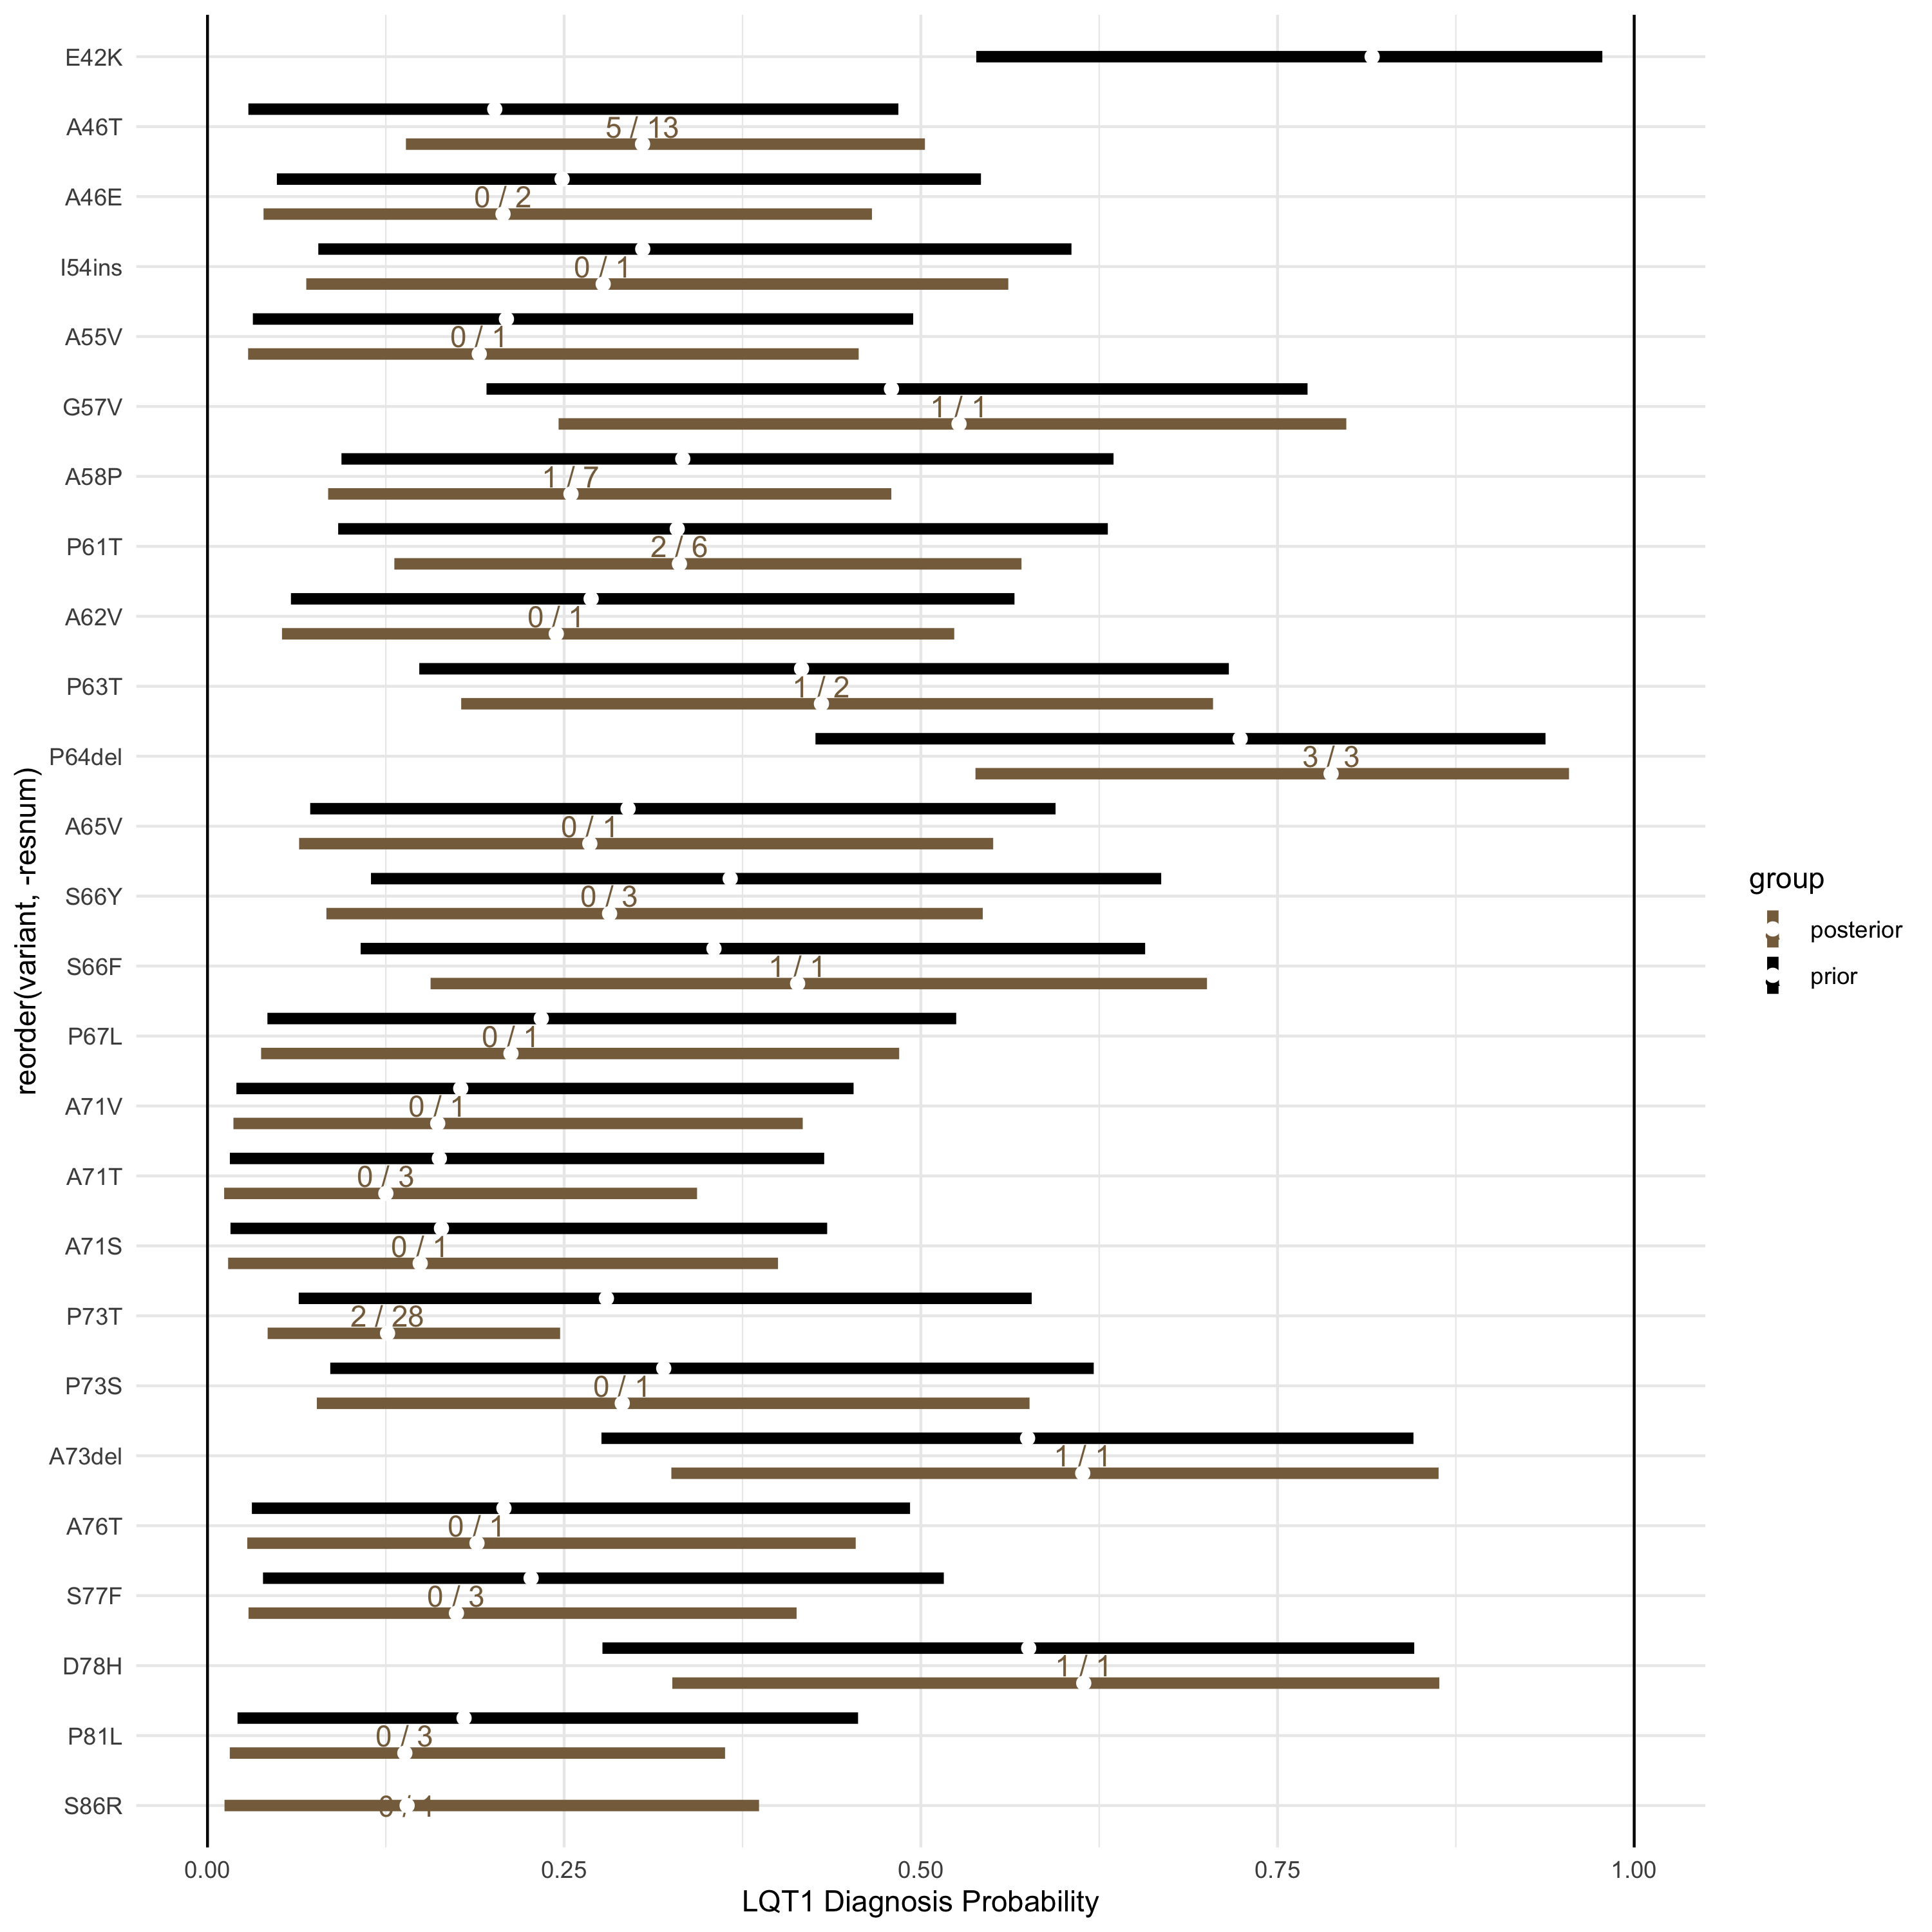 E42K
A46T
5 / 13
A46E
0 / 2
I54ins
0 / 1
A55V
0 / 1
G57V
1 / 1
A58P
1 / 7
P61T
2 / 6
A62V
0 / 1
P63T
1 / 2
P64del
3 / 3
A65V
0 / 1
S66Y
0 / 3
S66F
1 / 1
P67L
0 / 1
A71V
0 / 1
A71T
0 / 3
A71S
0 / 1
P73T
2 / 28
P73S
0 / 1
A73del
1 / 1
A76T
0 / 1
S77F
0 / 3
D78H
1 / 1
P81L
0 / 3
S86R
0 / 1
0.00
0.25
0.50
0.75
1.00
LQT1 Diagnosis Probability
reorder(variant, -resnum)
group
posterior
prior